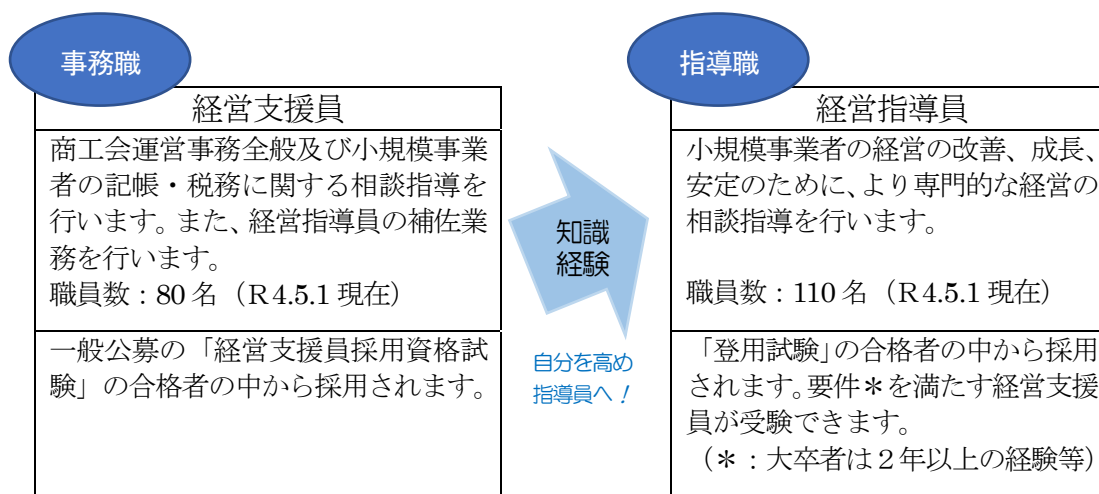 事務職
経営支援員
商工会運営事務全般及び小規模事業
者の記帳・税務に関する相談指導を
行います。また、経営指導員の補佐業
務を行います。
職員数：80 名（R4.5.1 現在）
一般公募の「経営支援員採用資格試
験」の合格者の中から採用されます。
知識
経験
自分を高め
指導員へ！
指導職
経営指導員
小規模事業者の経営の改善、成長、
安定のために、より専門的な経営の
相談指導を行います。
職員数：110 名（R4.5.1 現在）
「登用試験」の合格者の中から採用
されます。要件＊を満たす経営支援
員が受験できます。
（＊：大卒者は２年以上の経験等）